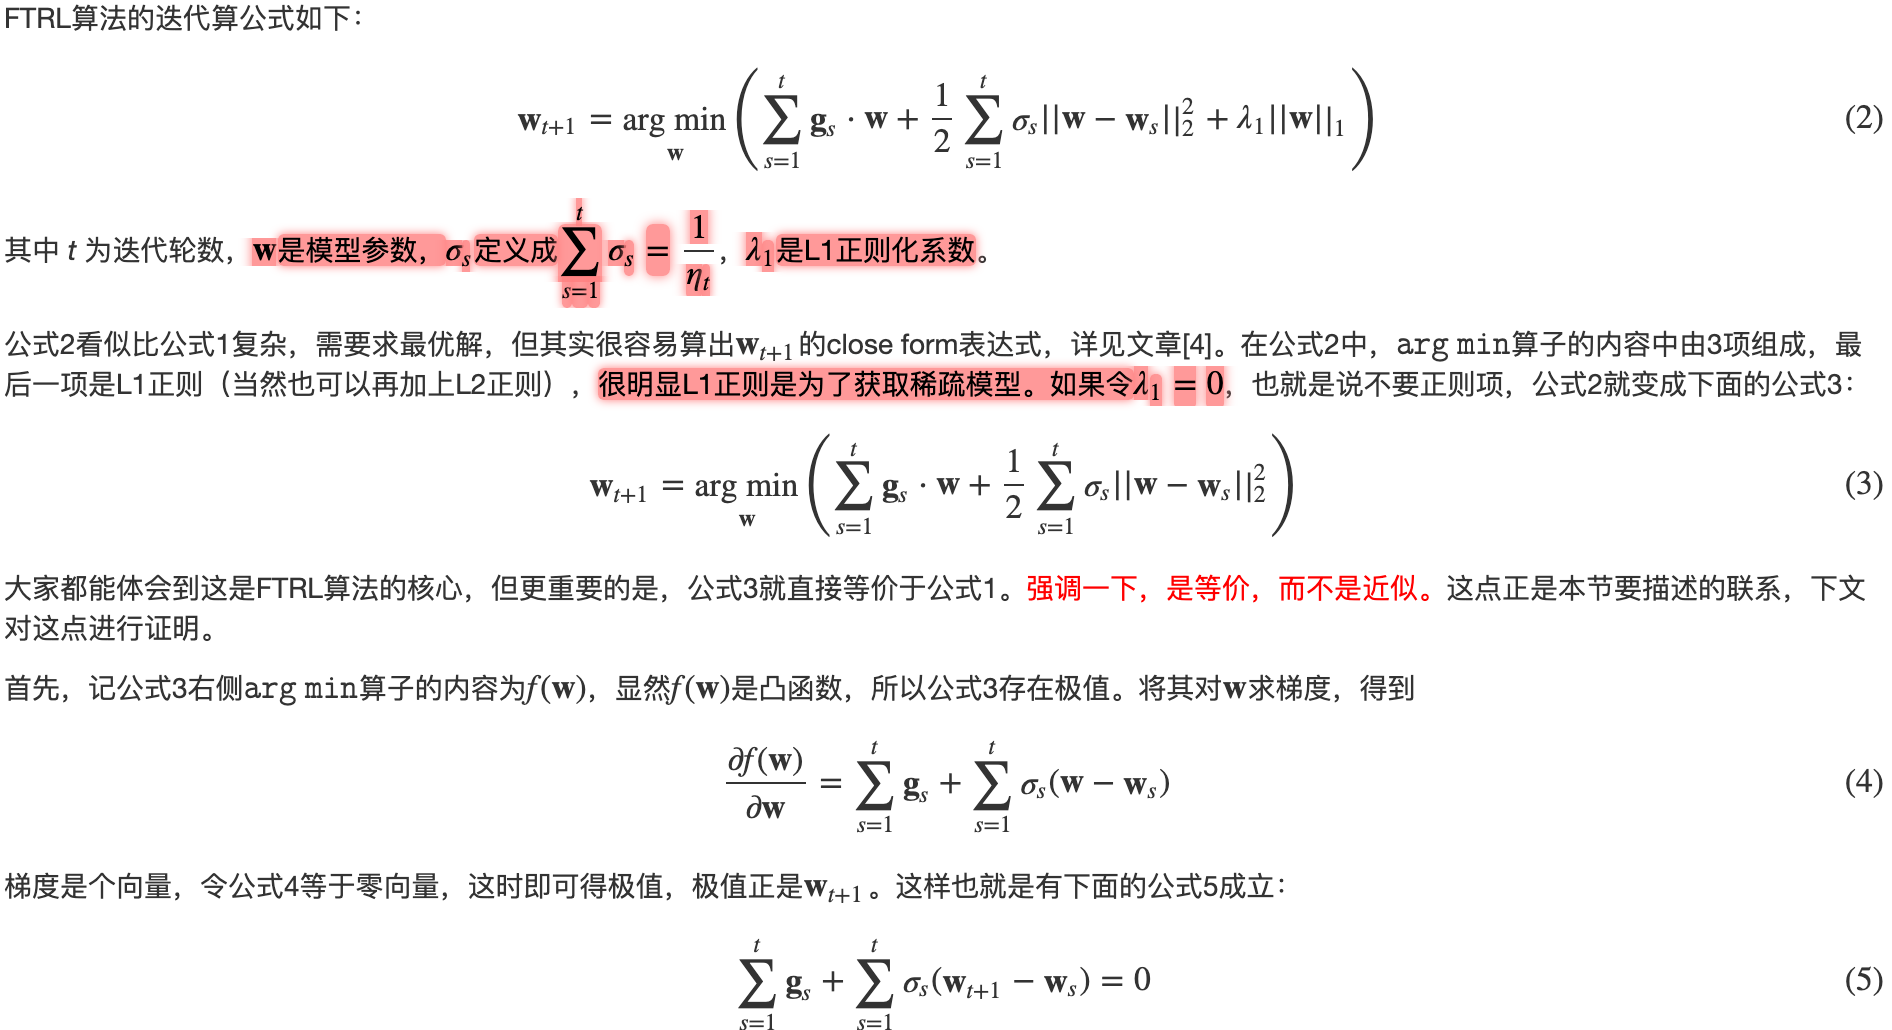 FTRL算法的迭代算公式如下：
$$\mathbf{w}_{t+1} = \underset{\mathbf{w}}{\arg\min}\left(\sum_{s=1}^{t}\mathbf{g}_s \cdot \mathbf{w} + \frac{1}{2}\sum_{s=1}^{t}\sigma_s||\mathbf{w} - \mathbf{w}_s||_2^2 + \lambda_1||\mathbf{w}||_1\right) \quad (2)$$
其中 $t$ 为迭代轮数，$\mathbf{w}$是模型参数，$\sigma_s$定义成$\sum_{s=1}^{t}\sigma_s = \frac{1}{\eta_t}$，$\lambda_1$是L1正则化系数。
公式2看似比公式1复杂，需要求最优解，但其实很容易算出$\mathbf{w}_{t+1}$的close form表达式，详见文章[4]。在公式2中，arg min算子的内容中由3项组成，最
后一项是L1正则（当然也可以再加上L2正则），很明显L1正则是为了获取稀疏模型。如果令$\lambda_1 = 0$，也就是说不要正则项，公式2就变成下面的公式3：
$$\mathbf{w}_{t+1} = \underset{\mathbf{w}}{\arg\min}\left(\sum_{s=1}^{t}\mathbf{g}_s \cdot \mathbf{w} + \frac{1}{2}\sum_{s=1}^{t}\sigma_s||\mathbf{w} - \mathbf{w}_s||_2^2\right) \quad (3)$$
大家都能体会到这是FTRL算法的核心，但更重要的是，公式3就直接等价于公式1。强调一下，是等价，而不是近似。这点正是本节要描述的联系，下文
对这点进行证明。
首先，记公式3右侧arg min算子的内容为$f(\mathbf{w})$，显然$f(\mathbf{w})$是凸函数，所以公式3存在极值。将其对$\mathbf{w}$求梯度，得到
$$\frac{\partial f(\mathbf{w})}{\partial \mathbf{w}} = \sum_{s=1}^{t}\mathbf{g}_s + \sum_{s=1}^{t}\sigma_s(\mathbf{w} - \mathbf{w}_s) \quad (4)$$
梯度是个向量，令公式4等于零向量，这时即可得极值，极值正是$\mathbf{w}_{t+1}$。这样也就是有下面的公式5成立：
$$\sum_{s=1}^{t}\mathbf{g}_s + \sum_{s=1}^{t}\sigma_s(\mathbf{w}_{t+1} - \mathbf{w}_s) = 0 \quad (5)$$